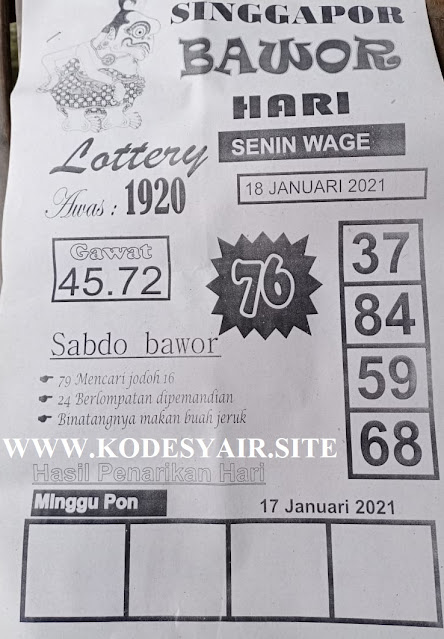 SINGGAPOR
BAWOR
HARI
Lottery
SENIN WAGE
Awas : 1920
18 JANUARI 2021
Gawat
45.72
76
37
84
59
68
Sabdo bawor
79 Mencari jodoh 16
24 Berlompatan dipemandian
Binatangnya makan buah jeruk
WWW.KODESYAIR.SITE
Hasil Penarikan Hari
Minggu Pon
17 Januari 2021